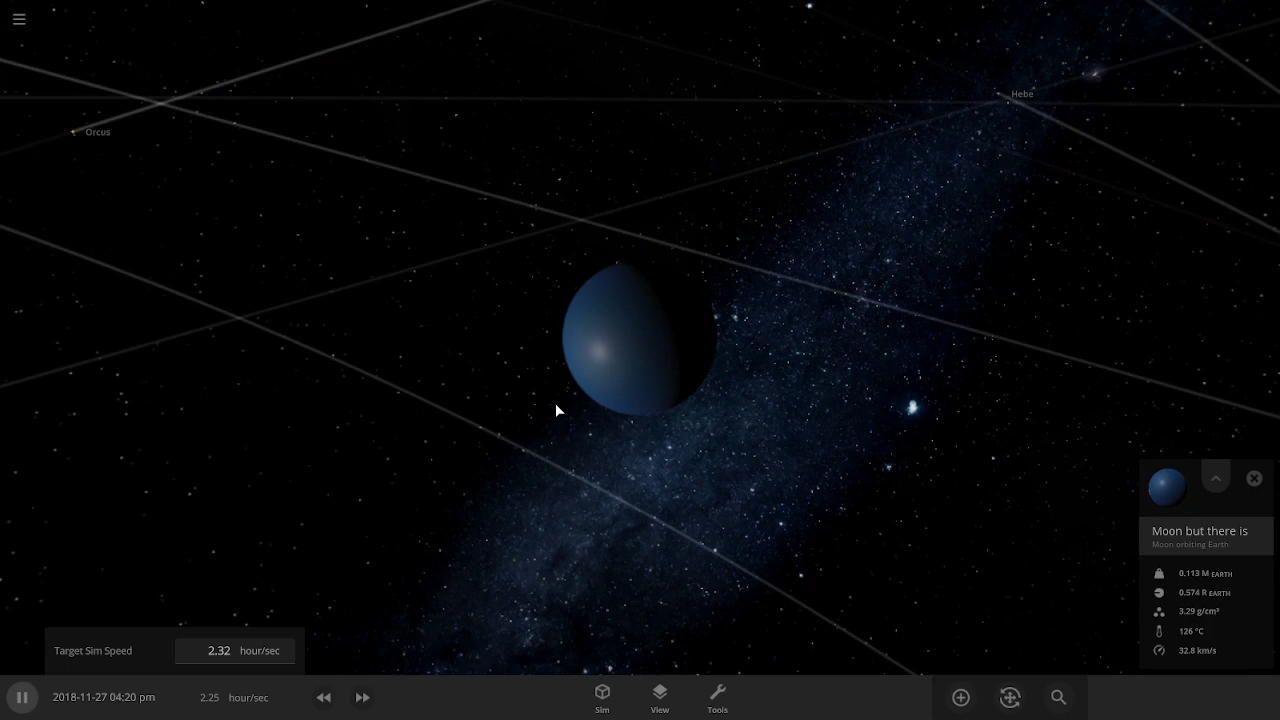 Hebe
Orcus
Moon but there is
Moon orbiting Earth
0.113 M EARTH
0.574 R EARTH
3.29 g/cm³
126 °C
32.8 km/s
Target Sim Speed 2.32 hour/sec
2018-11-27 04:20 pm 2.25 hour/sec
Sim View Tools